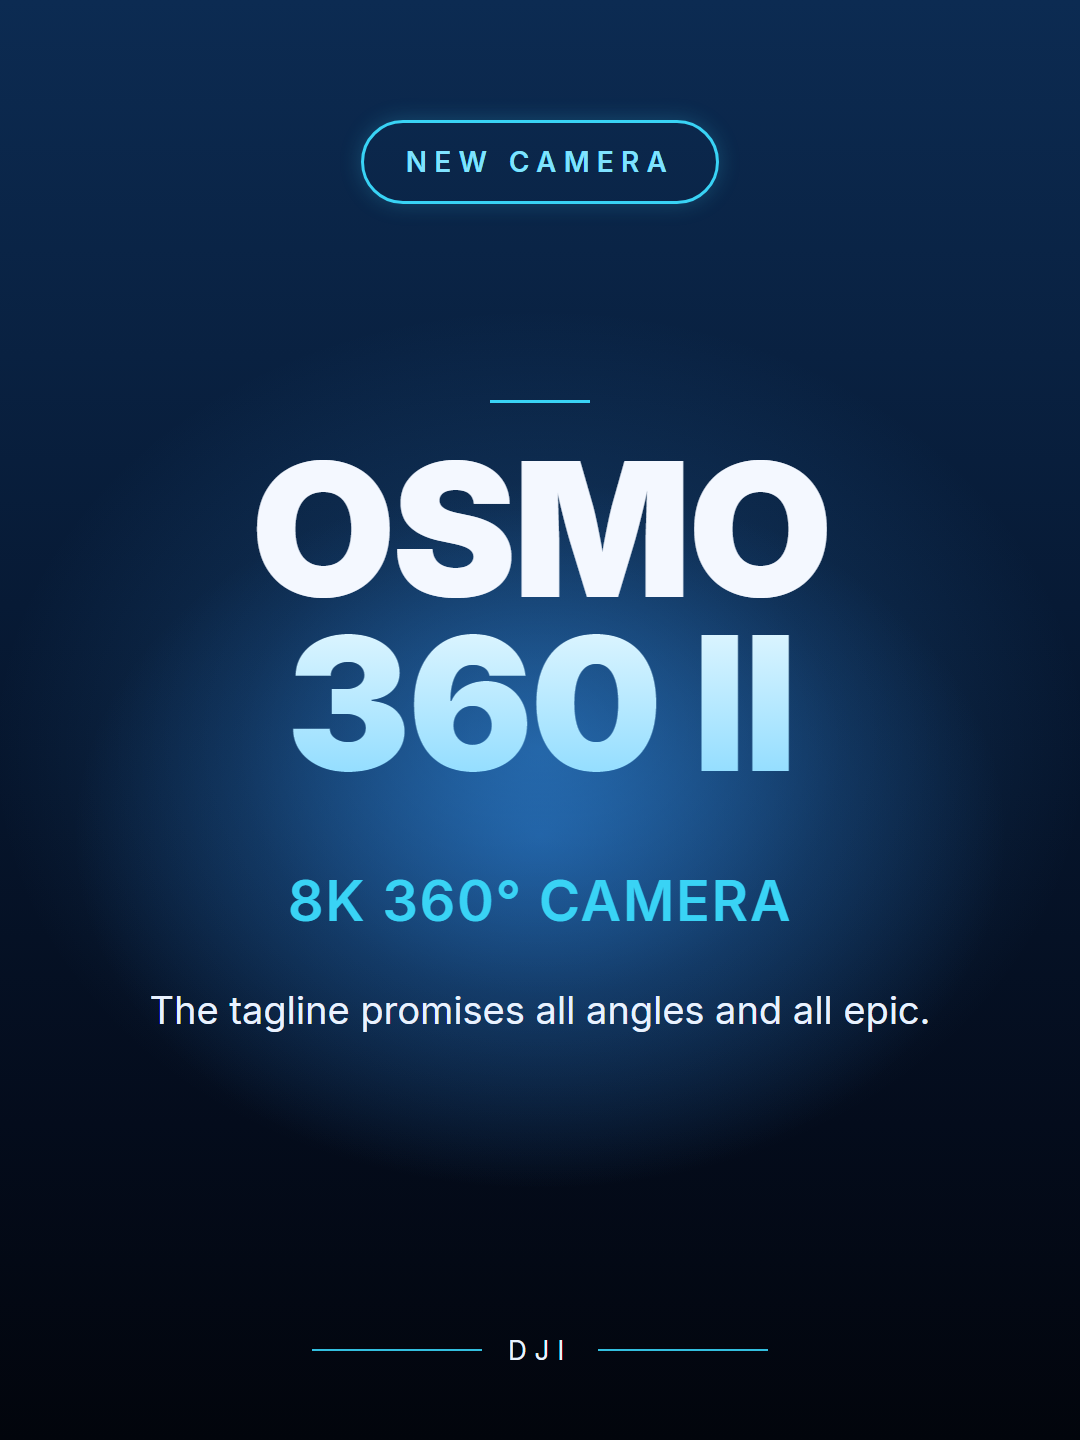 NEW CAMERA
OSMO
360 II
8K 360° CAMERA
The tagline promises all angles and all epic.
DJI